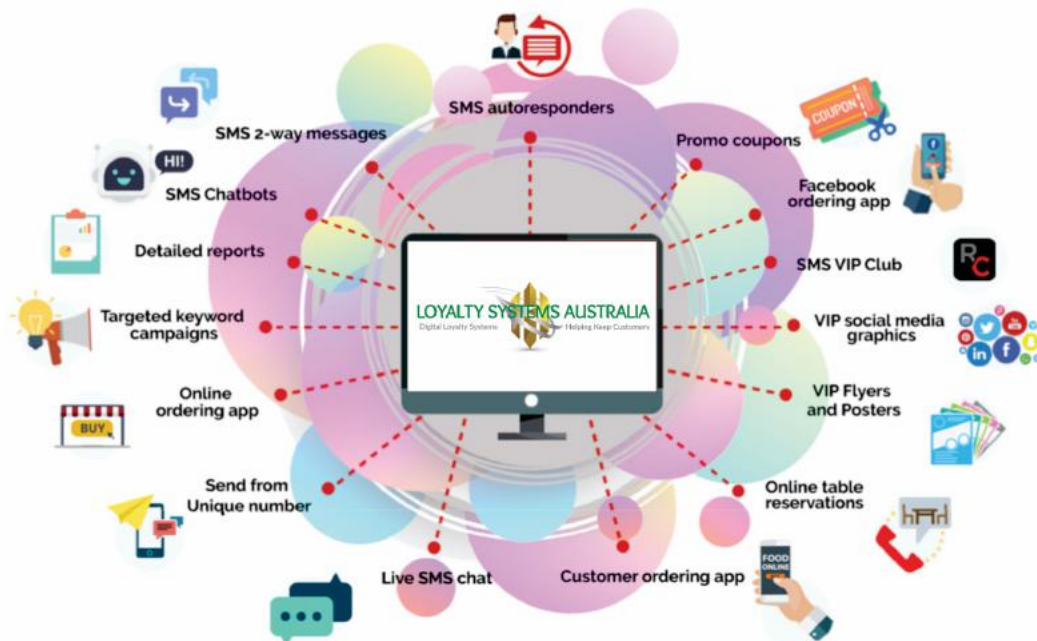 SMS autoresponders
SMS 2-way messages
Promo coupons
COUPON
HI!
SMS Chatbots
Facebook
ordering app
Detailed reports
SMS VIP Club
RC
LOYALTY SYSTEMS AUSTRALIA
Digital Loyalty Systems
Helping Keep Customers
Targeted keyword
campaigns
VIP social media
graphics
Online
ordering app
BUY
VIP Flyers
and Posters
Send from
Unique number
Online table
reservations
Live SMS chat
Customer ordering app
FOOD
ONLINE